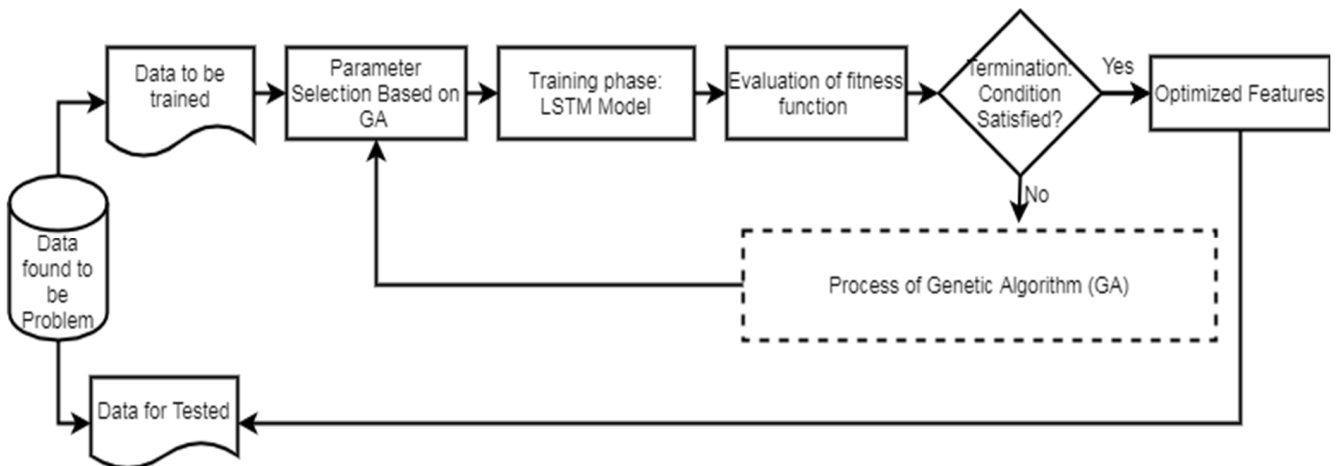 Data to be
trained
Parameter
Selection Based on
GA
Training phase:
LSTM Model
Evaluation of fitness
function
Termination:
Condition
Satisfied?
Yes
Optimized Features
No
Data
found to
be
Problem
Process of Genetic Algorithm (GA)
Data for Tested